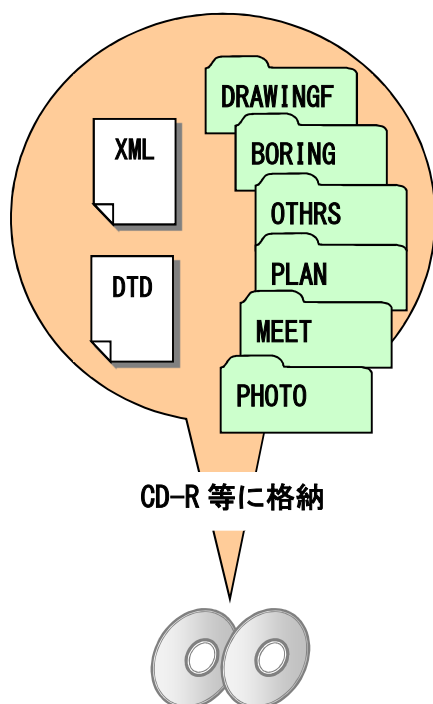 DRAWINGF
XML
BORING
OTHRS
DTD
PLAN
MEET
PHOTO
CD-R 等に格納